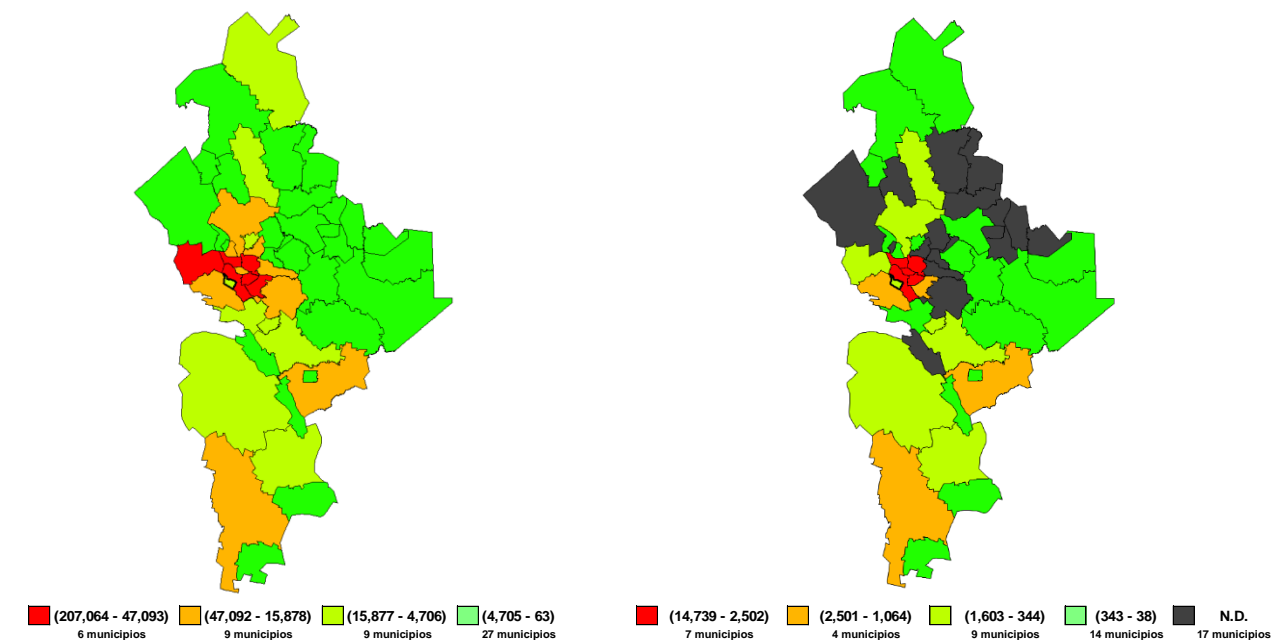 (207,064 - 47,093) (47,092 - 15,878) (15,877 - 4,706) (4,705 - 63)
6 municipios 9 municipios 9 municipios 27 municipios
(14,739 - 2,502) (2,501 - 1,064) (1,603 - 344) (343 - 38) N.D.
7 municipios 4 municipios 9 municipios 14 municipios 17 municipios